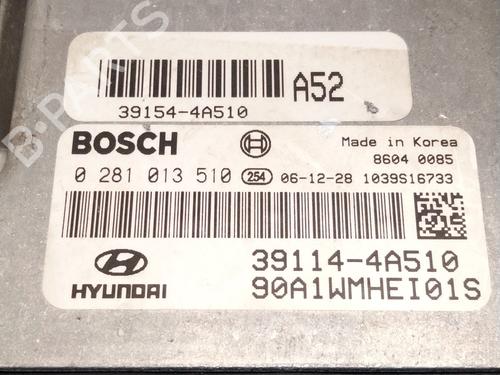 B-PARTS
A52
39154-4A510
BOSCH
Made in Korea
8604 0085
0 281 013 510 254 06-12-28 1039S16733
39114-4A510
HYUNDAI 90A1WMHEI01S